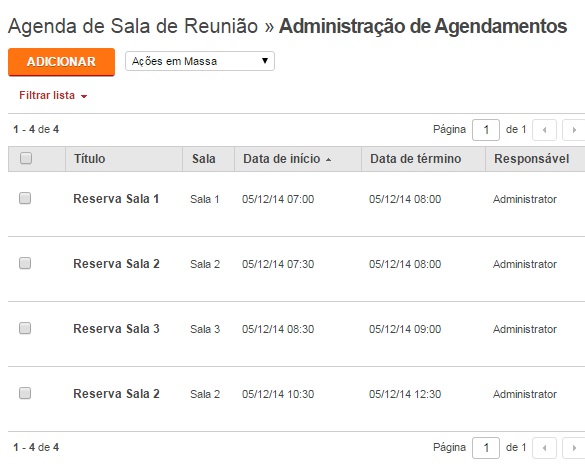 Agenda de Sala de Reunião » Administração de Agendamentos
ADICIONAR Ações em Massa
Filtrar lista
1 - 4 de 4 Página 1 de 1
Título Sala Data de início Data de término Responsável
Reserva Sala 1 Sala 1 05/12/14 07:00 05/12/14 08:00 Administrator
Reserva Sala 2 Sala 2 05/12/14 07:30 05/12/14 08:00 Administrator
Reserva Sala 3 Sala 3 05/12/14 08:30 05/12/14 09:00 Administrator
Reserva Sala 2 Sala 2 05/12/14 10:30 05/12/14 12:30 Administrator
1 - 4 de 4 Página 1 de 1